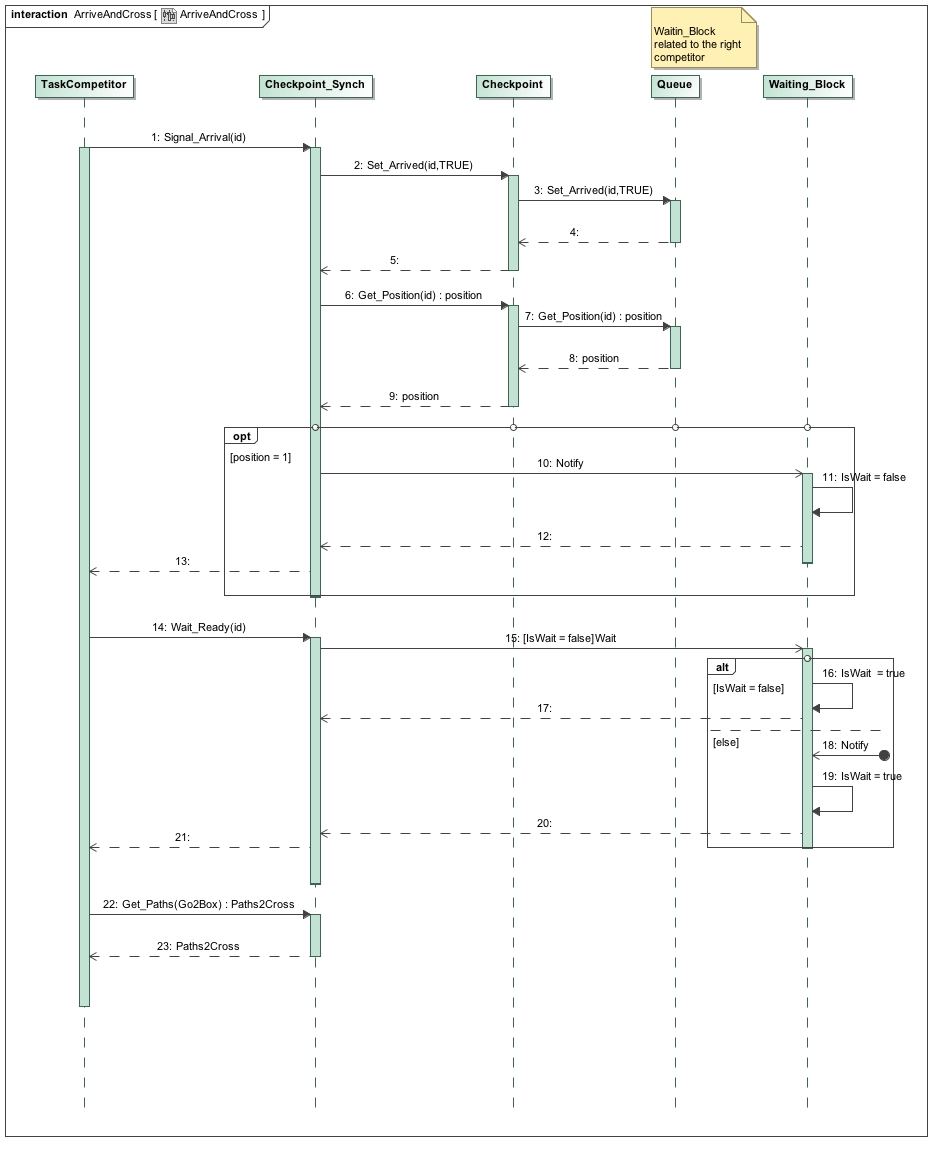 interaction ArriveAndCross [ ArriveAndCross ]
Waitin_Block
related to the right
competitor
TaskCompetitor
Checkpoint_Synch
Checkpoint
Queue
Waiting_Block
1: Signal_Arrival(id)
2: Set_Arrived(id,TRUE)
3: Set_Arrived(id,TRUE)
4:
5:
6: Get_Position(id) : position
7: Get_Position(id) : position
8: position
9: position
opt
[position = 1]
10: Notify
11: IsWait = false
12:
13:
14: Wait_Ready(id)
15: [IsWait = false]Wait
alt
[IsWait = false]
16: IsWait = true
17:
[else]
18: Notify
19: IsWait = true
20:
21:
22: Get_Paths(Go2Box) : Paths2Cross
23: Paths2Cross